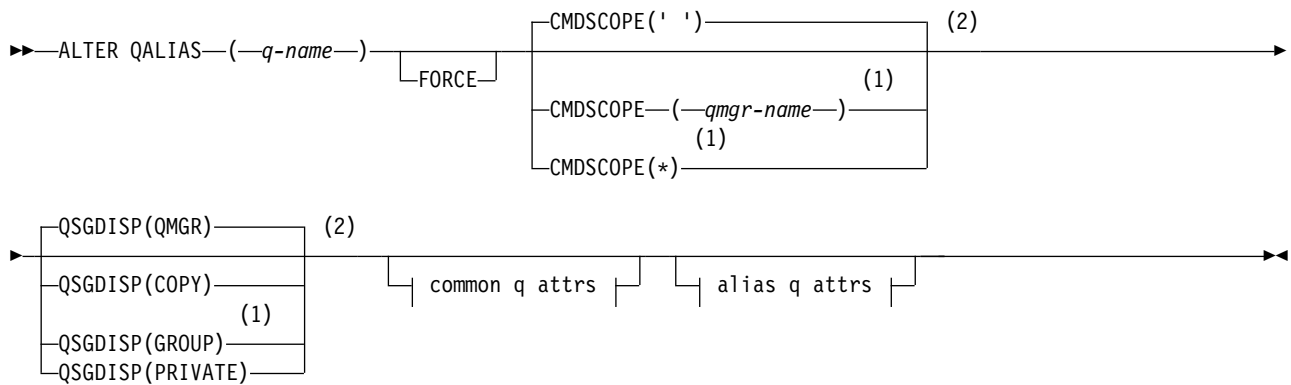 CMDSCOPE(' ') (2)
ALTER QALIAS ( q-name )
FORCE
(1)
CMDSCOPE ( qmgr-name )
(1)
CMDSCOPE(*)
QSGDISP(QMGR) (2)
QSGDISP(COPY) common q attrs alias q attrs
(1)
QSGDISP(GROUP)
QSGDISP(PRIVATE)